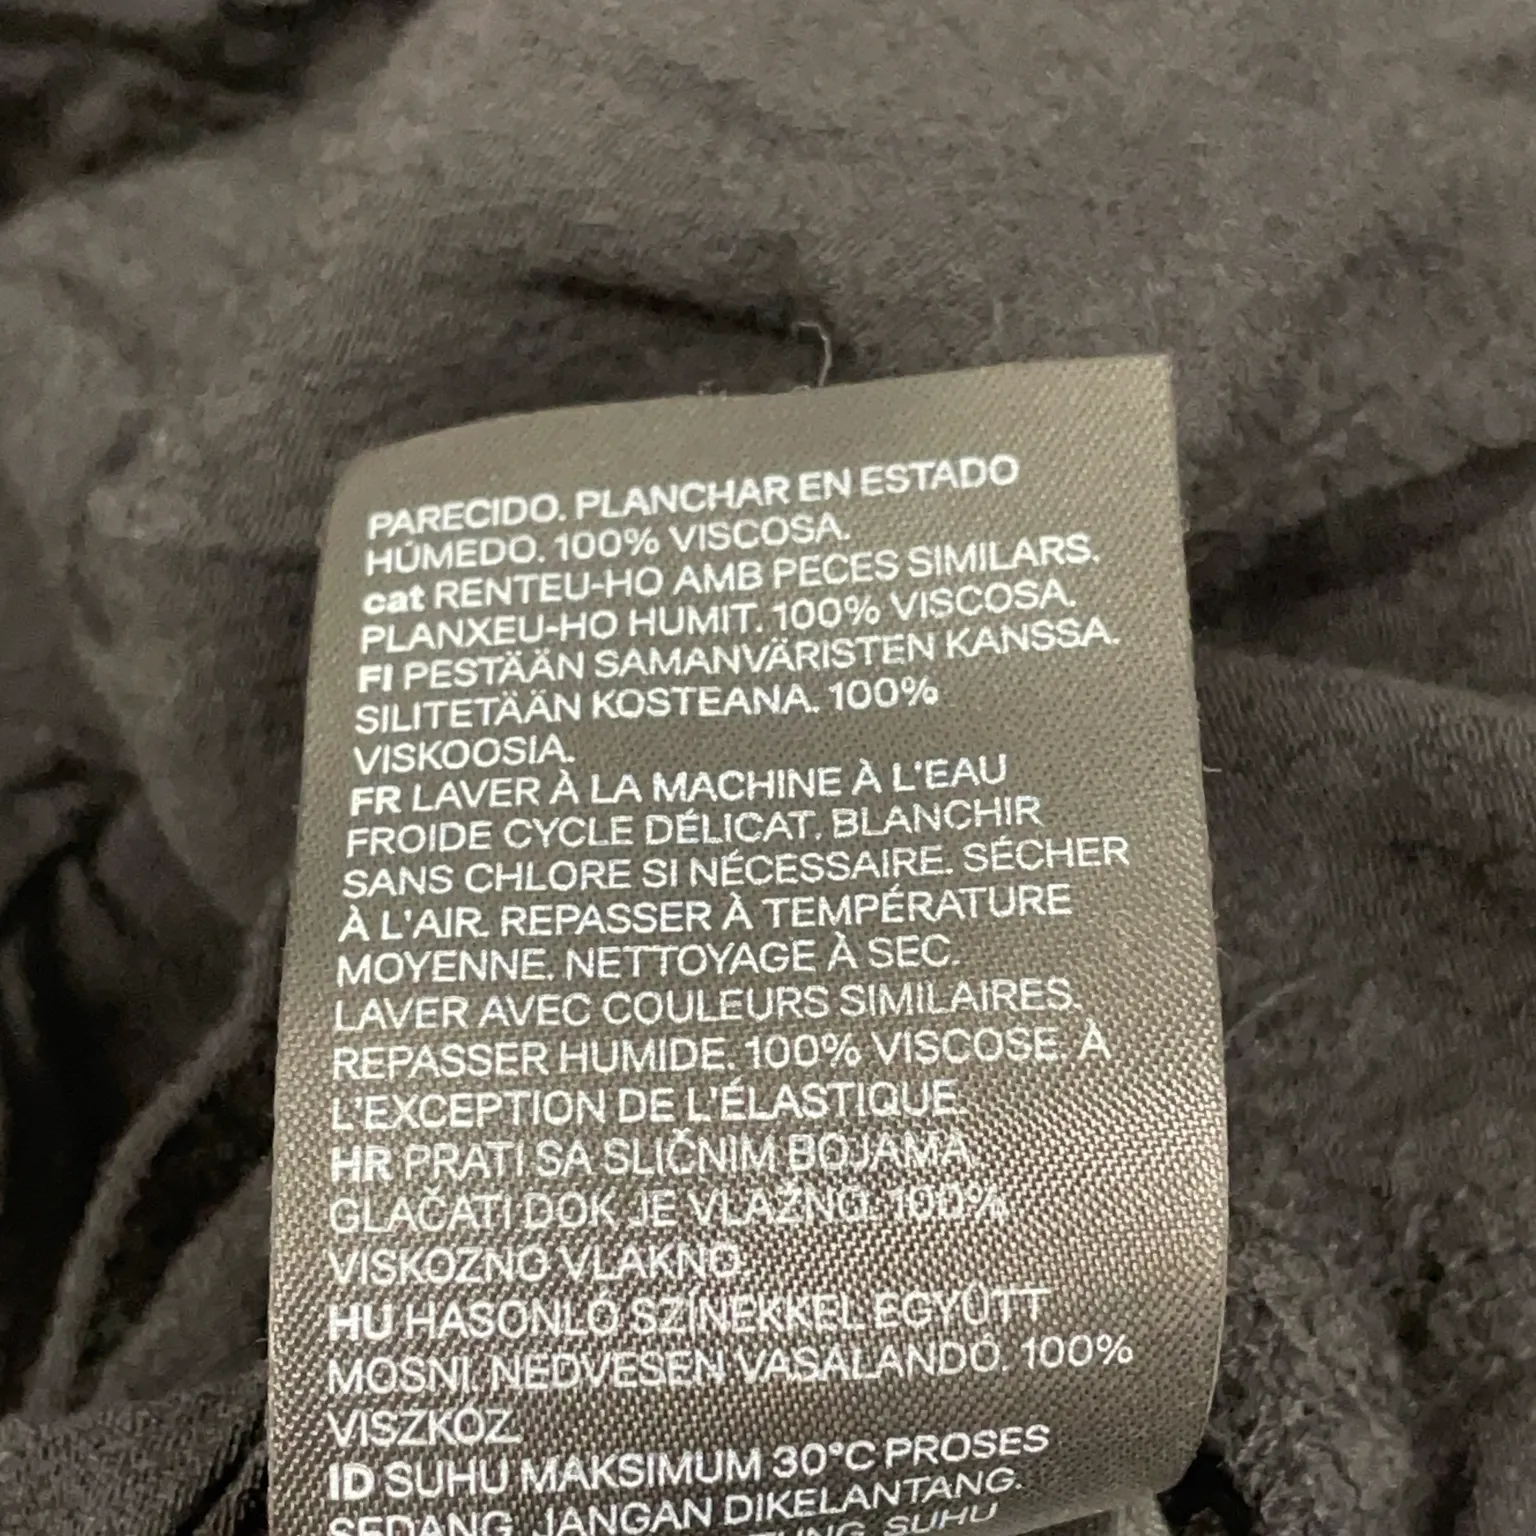 PARECIDO. PLANCHAR EN ESTADO
HÚMEDO. 100% VISCOSA.
cat RENTEU-HO AMB PECES SIMILARS.
PLANXEU-HO HUMIT. 100% VISCOSA.
FI PESTÄÄN SAMANVÄRISTEN KANSSA.
SILITETÄÄN KOSTEANA. 100%
VISKOOSIA.
FR LAVER À LA MACHINE À L'EAU
FROIDE CYCLE DÉLICAT. BLANCHIR
SANS CHLORE SI NÉCESSAIRE. SÉCHER
À L'AIR. REPASSER À TEMPÉRATURE
MOYENNE. NETTOYAGE À SEC.
LAVER AVEC COULEURS SIMILAIRES.
REPASSER HUMIDE. 100% VISCOSE. À
L'EXCEPTION DE L'ÉLASTIQUE.
HR PRATI SA SLIČNIM BOJAMA.
GLAČATI DOK JE VLAŽNO. 100%
VISKOZNO VLAKNO.
HU HASONLÓ SZÍNEKKEL EGYÜTT
MOSNI. NEDVESEN VASALANDÓ. 100%
VISZKÓZ.
ID SUHU MAKSIMUM 30°C PROSES
SEDANG. JANGAN DIKELANTANG.
SUHU